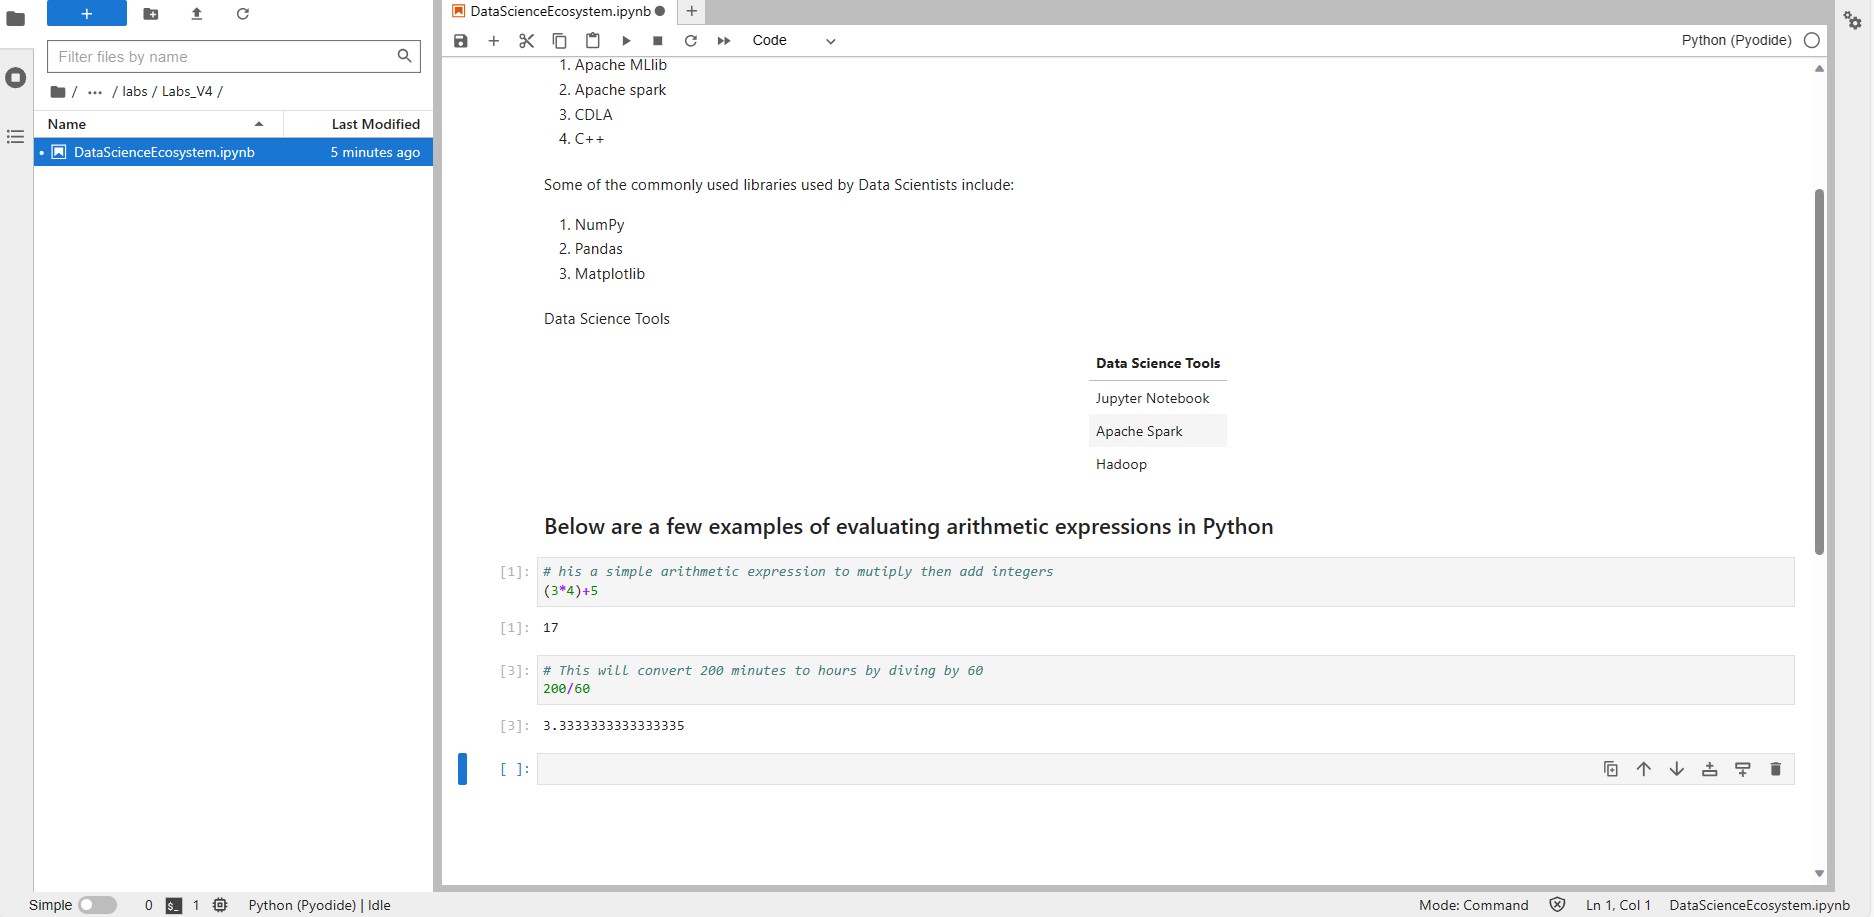 +
Filter files by name
/ ... / labs / Labs_V4 /
Name Last Modified
DataScienceEcosystem.ipynb 5 minutes ago
DataScienceEcosystem.ipynb
+
Code
Python (Pyodide)
1. Apache MLlib
2. Apache spark
3. CDLA
4. C++
Some of the commonly used libraries used by Data Scientists include:
1. NumPy
2. Pandas
3. Matplotlib
Data Science Tools
Data Science Tools
Jupyter Notebook
Apache Spark
Hadoop
Below are a few examples of evaluating arithmetic expressions in Python
[1]: # his a simple arithmetic expression to mutiply then add integers
(3*4)+5
[1]: 17
[3]: # This will convert 200 minutes to hours by diving by 60
200/60
[3]: 3.3333333333333335
[ ]:
Simple 0 $_ 1 Python (Pyodide) | Idle Mode: Command Ln 1, Col 1 DataScienceEcosystem.ipynb